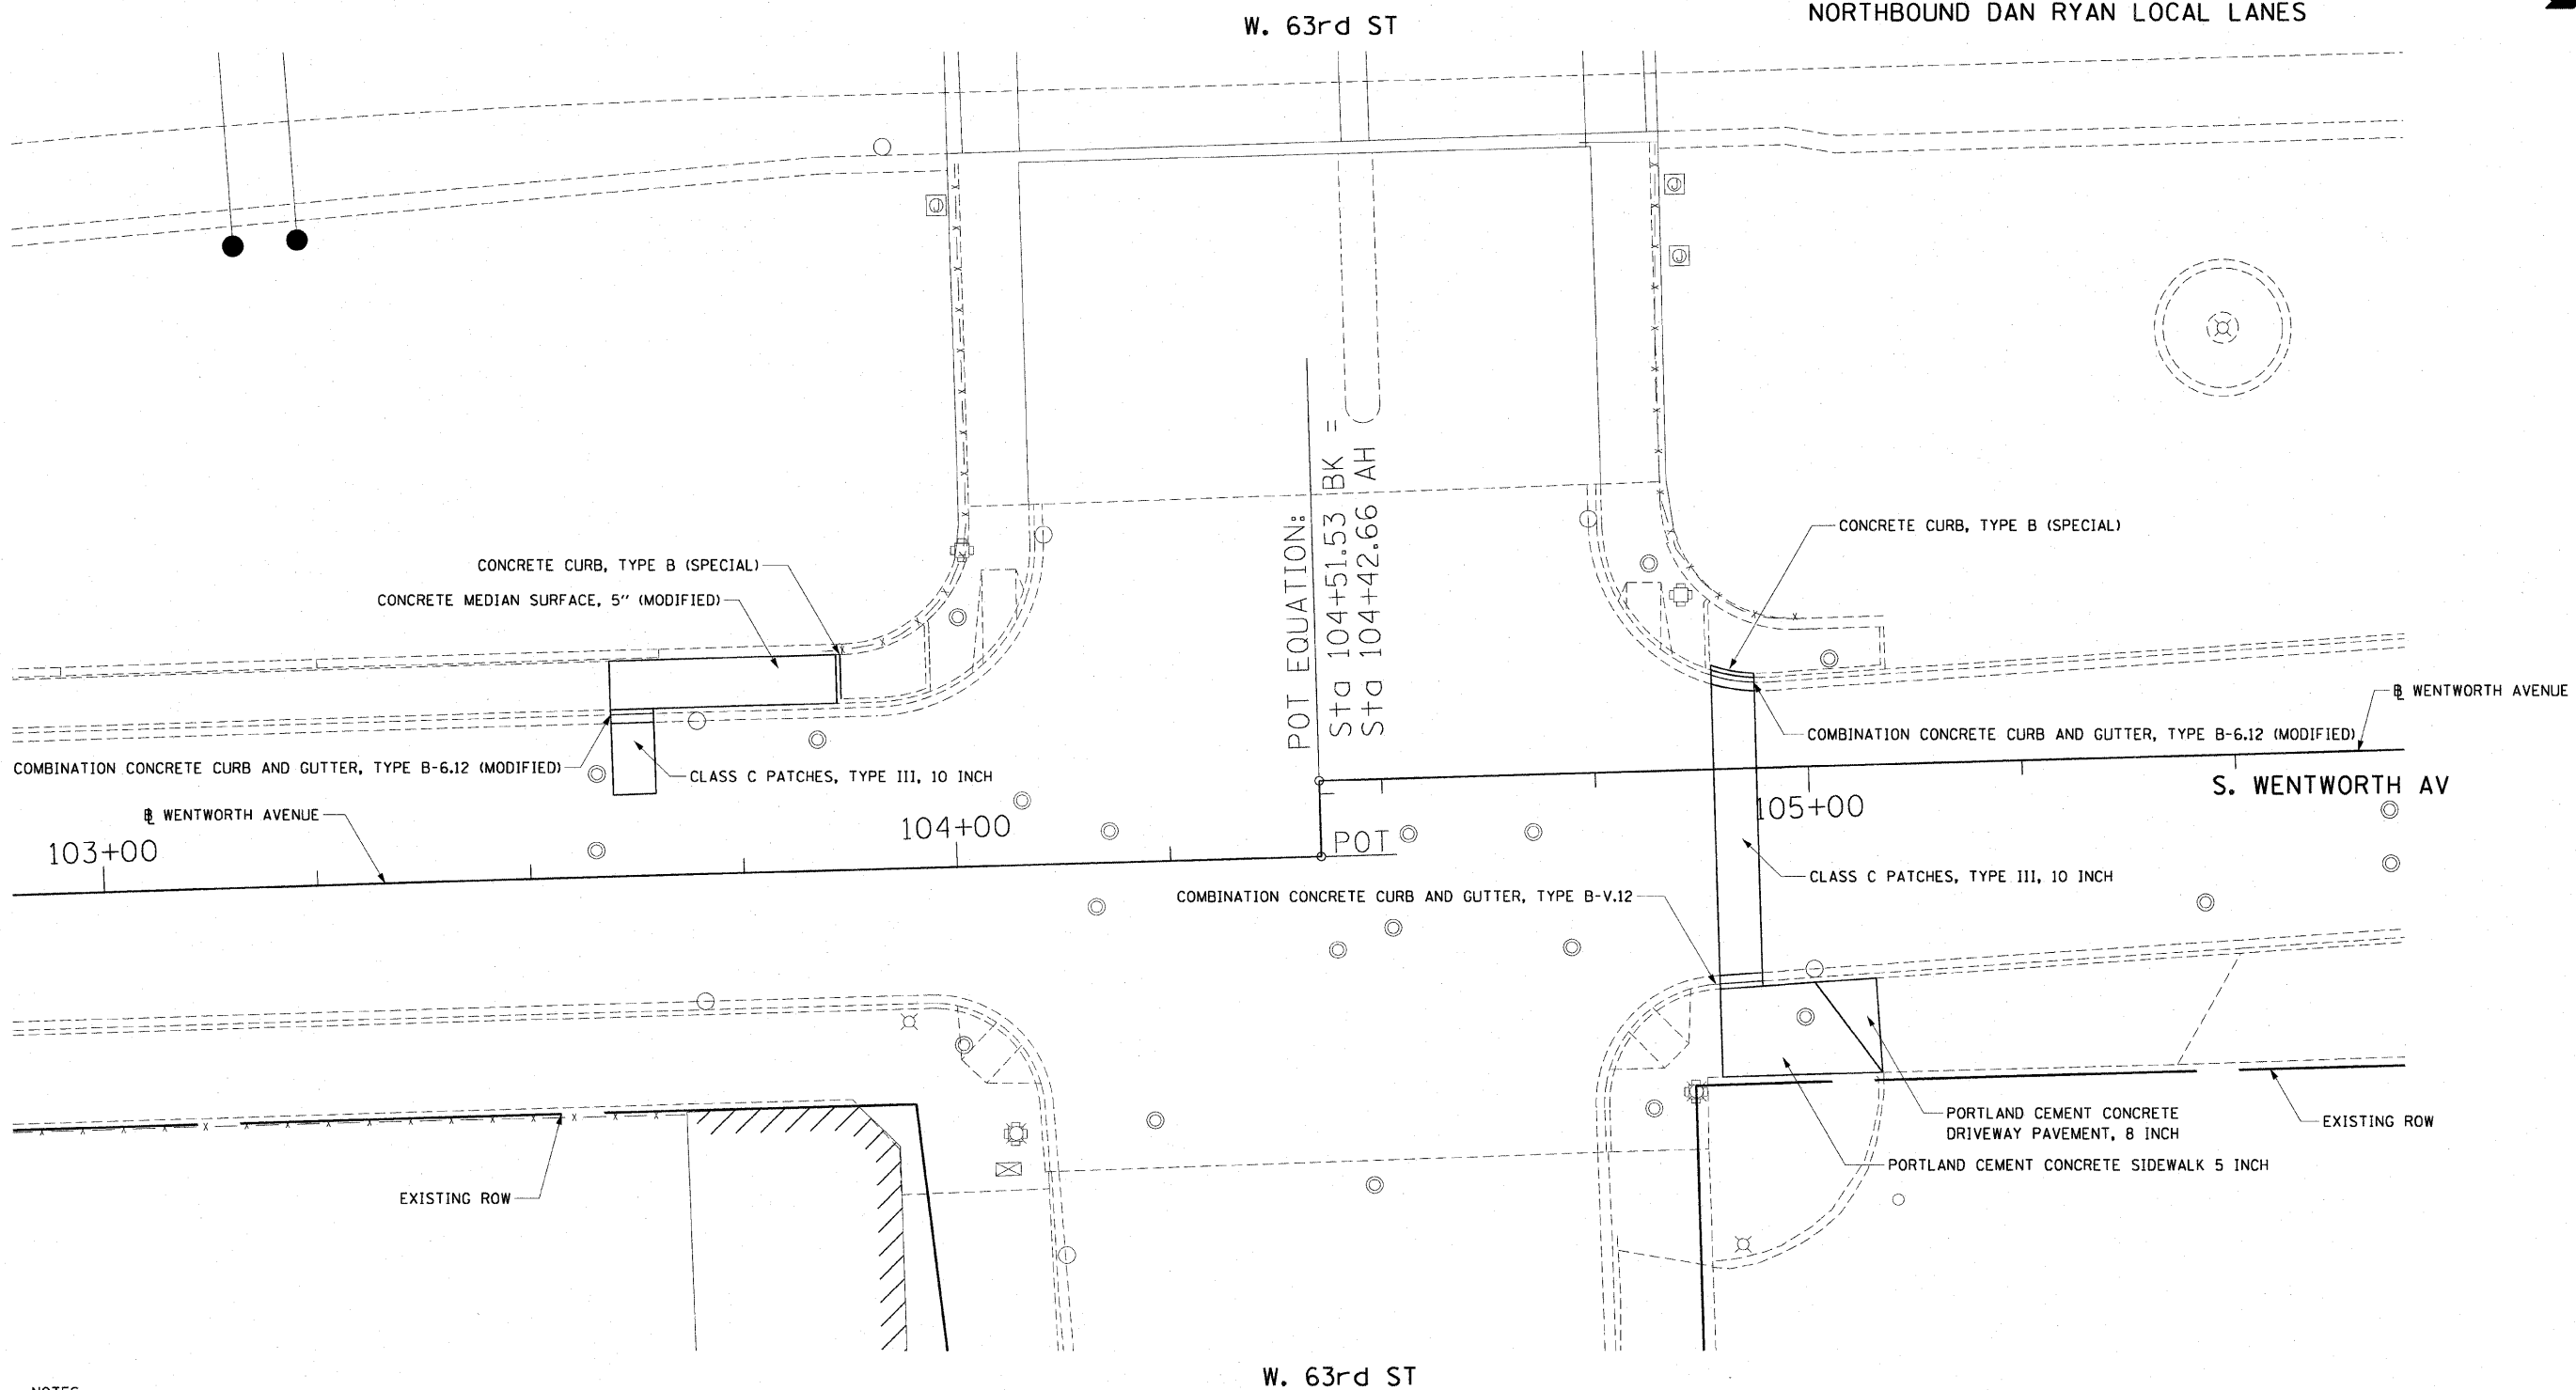 W. 63rd ST
NORTHBOUND DAN RYAN LOCAL LANES
CONCRETE CURB, TYPE B (SPECIAL)
CONCRETE MEDIAN SURFACE, 5" (MODIFIED)
COMBINATION CONCRETE CURB AND GUTTER, TYPE B-6.12 (MODIFIED)
CLASS C PATCHES, TYPE III, 10 INCH
℄ WENTWORTH AVENUE
103+00
104+00
POT EQUATION:
Sta 104+51.53 BK =
Sta 104+42.66 AH (
POT
CONCRETE CURB, TYPE B (SPECIAL)
℄ WENTWORTH AVENUE
COMBINATION CONCRETE CURB AND GUTTER, TYPE B-6.12 (MODIFIED)
S. WENTWORTH AV
105+00
CLASS C PATCHES, TYPE III, 10 INCH
COMBINATION CONCRETE CURB AND GUTTER, TYPE B-V.12
PORTLAND CEMENT CONCRETE
DRIVEWAY PAVEMENT, 8 INCH
EXISTING ROW
PORTLAND CEMENT CONCRETE SIDEWALK 5 INCH
EXISTING ROW
W. 63rd ST
NOTES